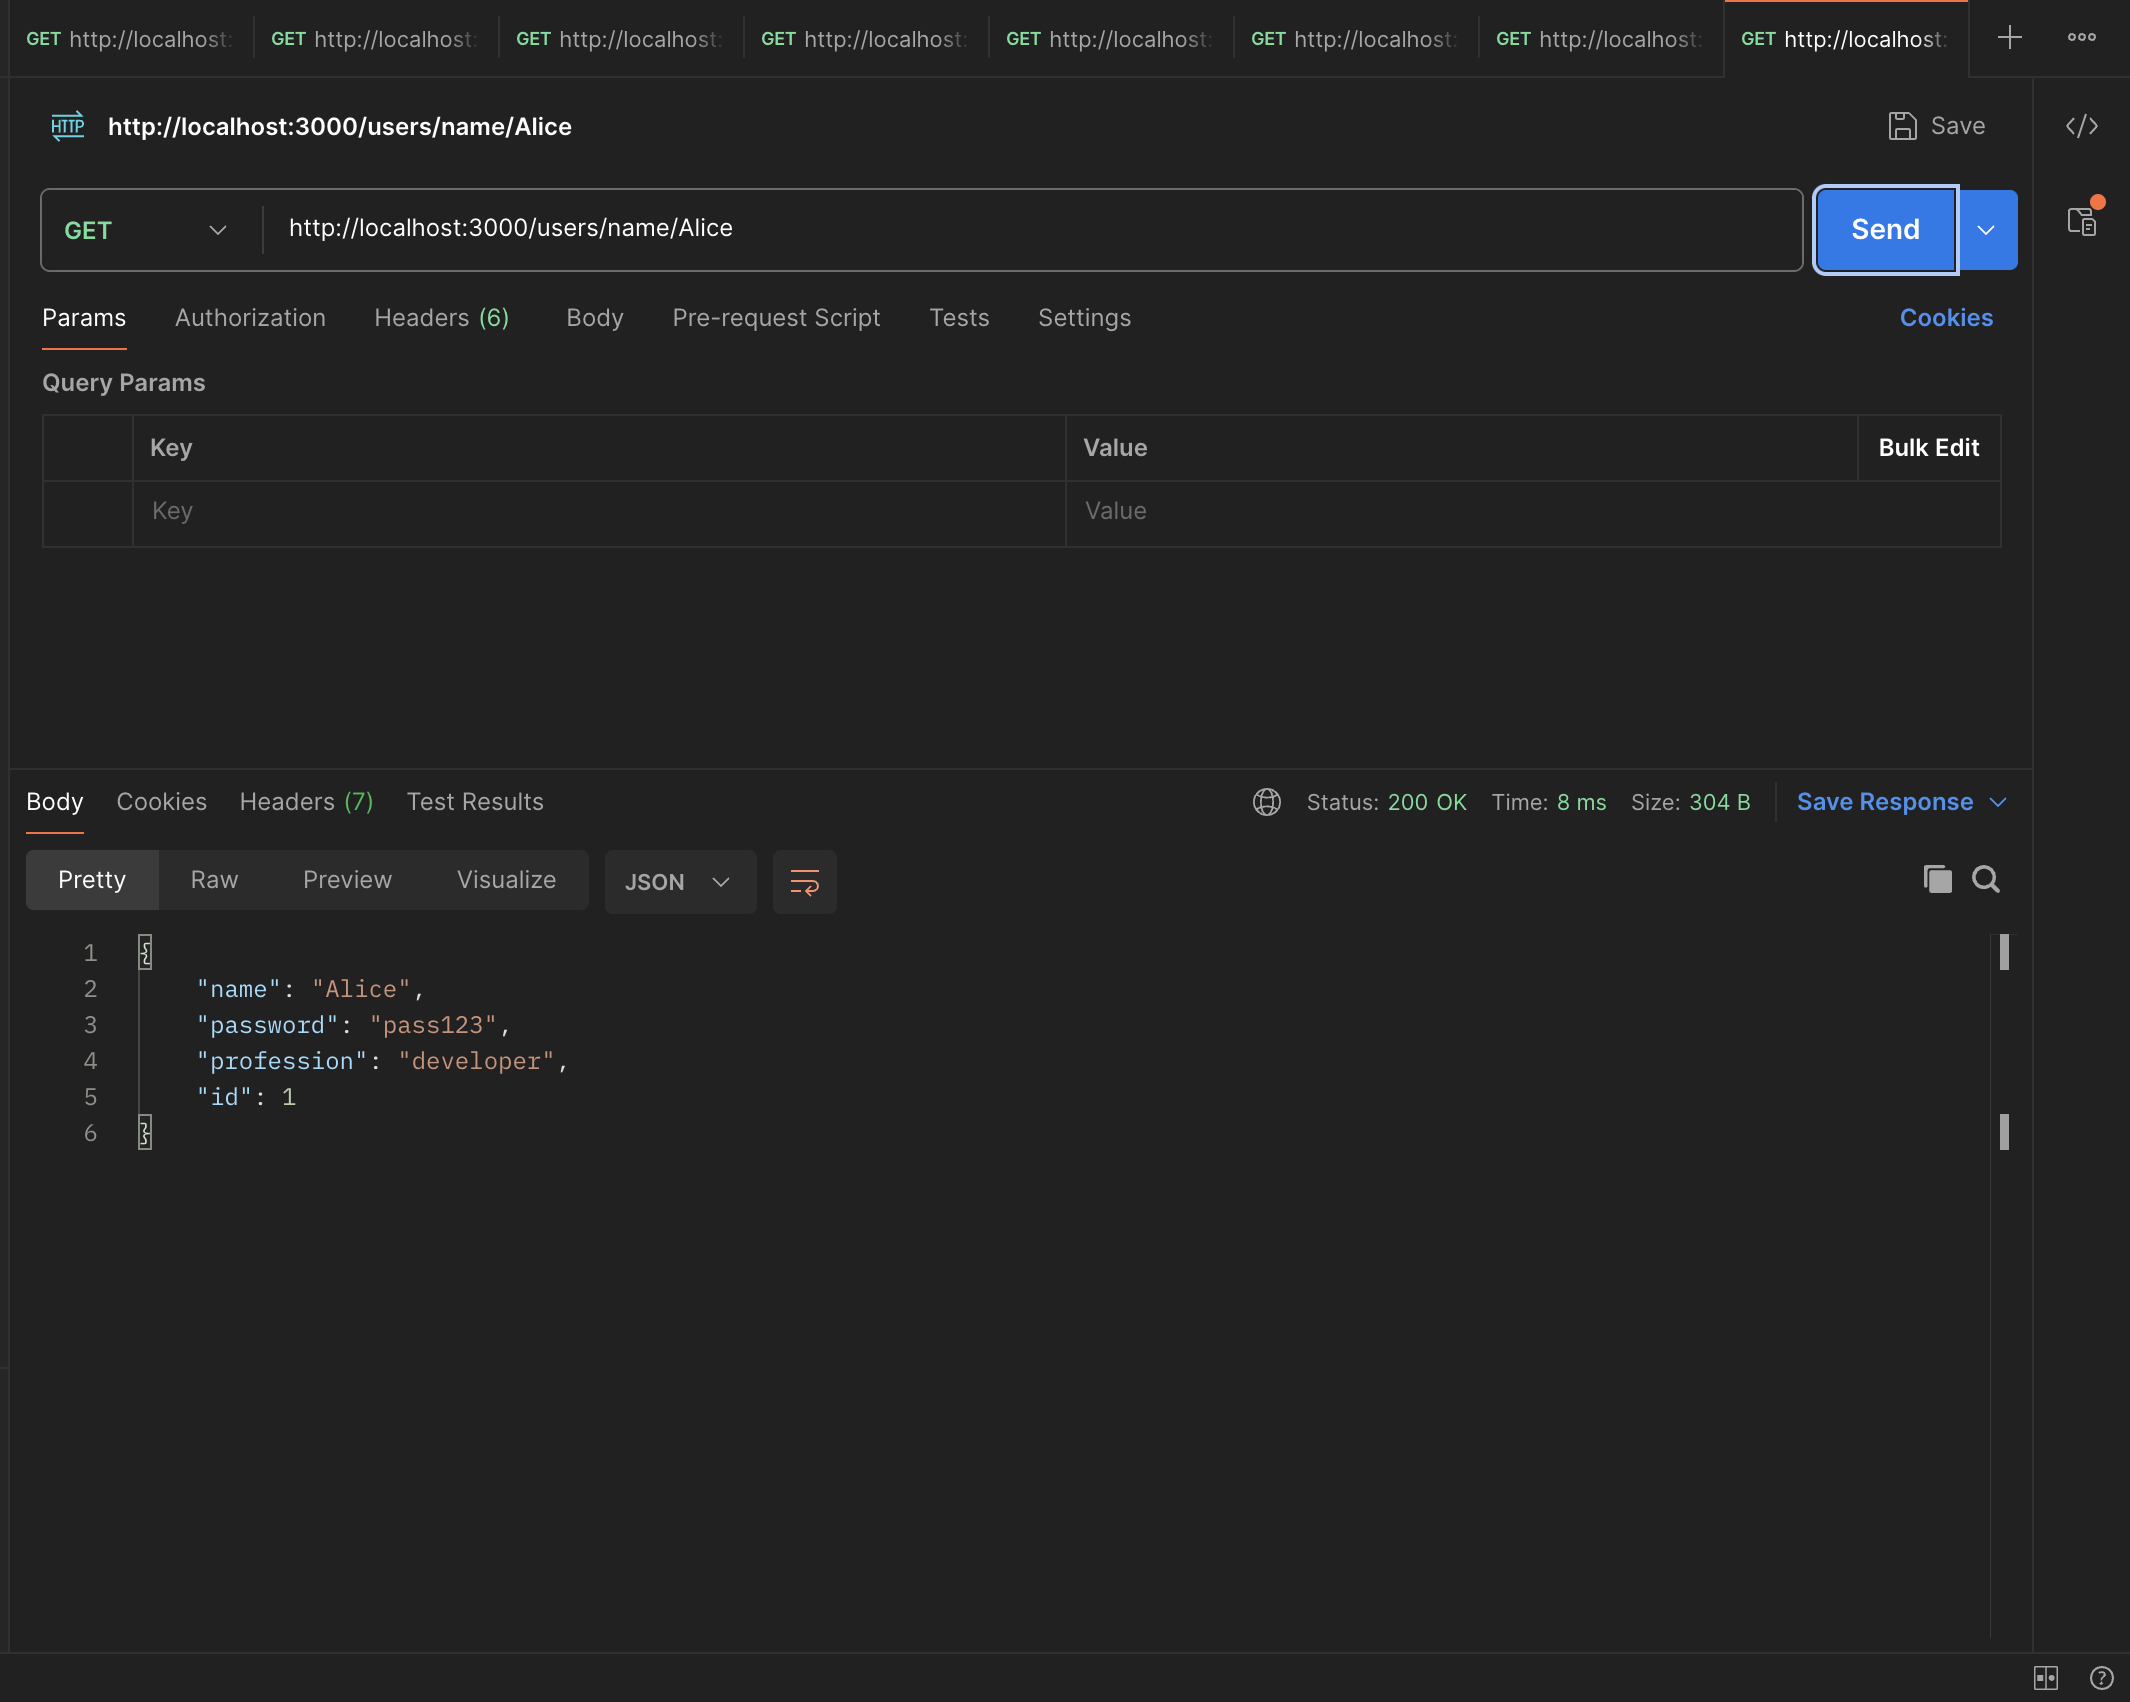 GET http://localhost: GET http://localhost: GET http://localhost: GET http://localhost: GET http://localhost: GET http://localhost: GET http://localhost: GET http://localhost:
HTTP http://localhost:3000/users/name/Alice Save </>
GET http://localhost:3000/users/name/Alice Send
Params Authorization Headers (6) Body Pre-request Script Tests Settings Cookies
Query Params
Key Value Bulk Edit
Key Value
Body Cookies Headers (7) Test Results Status: 200 OK Time: 8 ms Size: 304 B Save Response
Pretty Raw Preview Visualize JSON
1 {
2 "name": "Alice",
3 "password": "pass123",
4 "profession": "developer",
5 "id": 1
6 }